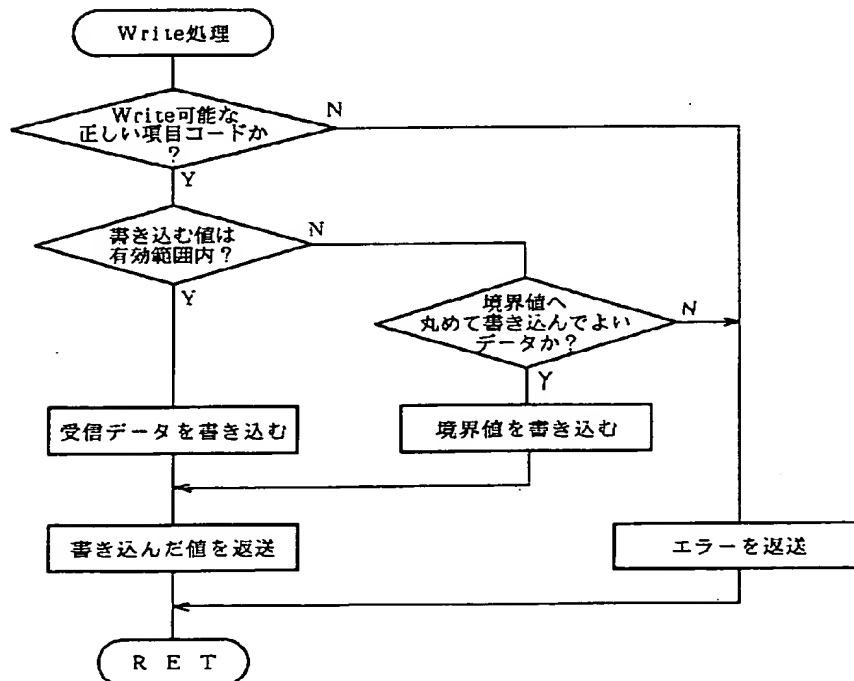 Write処理
Write可能な
正しい項目コードか
?
N
Y
書き込む値は
有効範囲内?
N
Y
境界値へ
丸めて書き込んでよい
データか?
N
Y
受信データを書き込む
境界値を書き込む
書き込んだ値を返送
エラーを返送
R E T